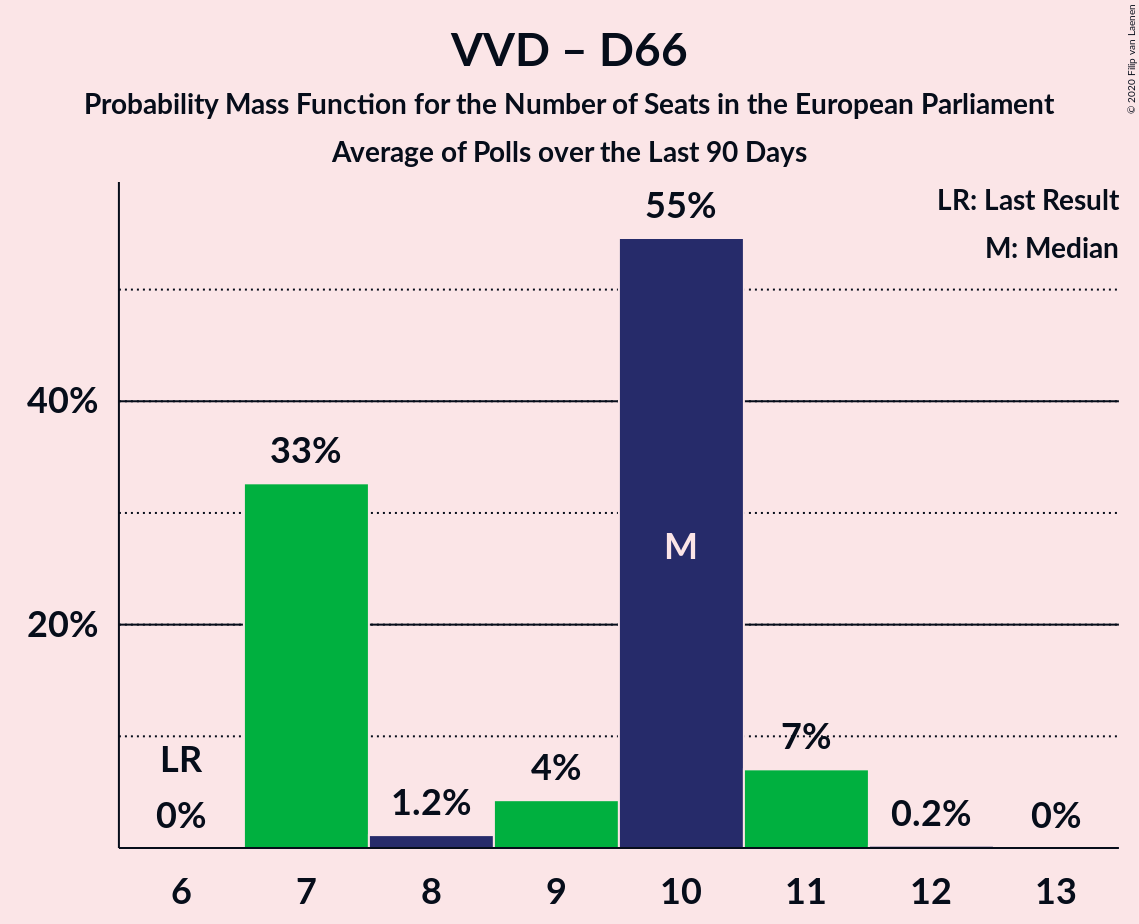 VVD – D66
Probability Mass Function for the Number of Seats in the European Parliament
Average of Polls over the Last 90 Days
© 2020 Filip van Laenen
LR: Last Result
M: Median
55%
40%
33%
M
20%
LR
0%
1.2%
4%
7%
0.2%
0%
6 7 8 9 10 11 12 13